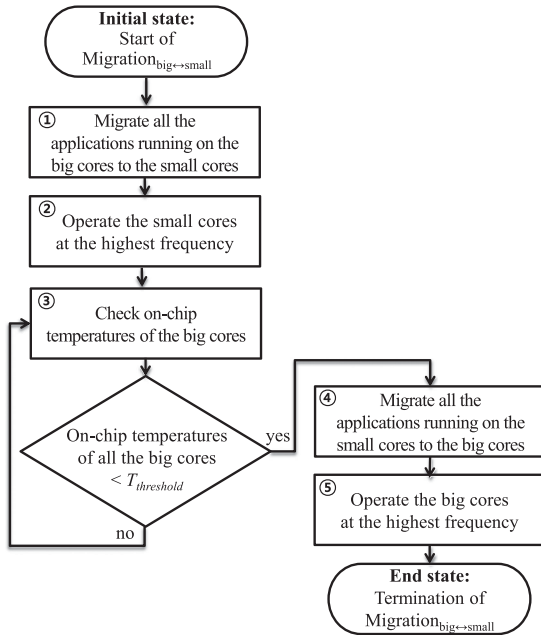 Initial state:
Start of
Migration_big↔small
①
Migrate all the
applications running on the
big cores to the small cores
②
Operate the small cores
at the highest frequency
③
Check on-chip
temperatures of the big cores
On-chip temperatures
of all the big cores
< T_threshold
yes
no
④
Migrate all the
applications running on the
small cores to the big cores
⑤
Operate the big cores
at the highest frequency
End state:
Termination of
Migration_big↔small